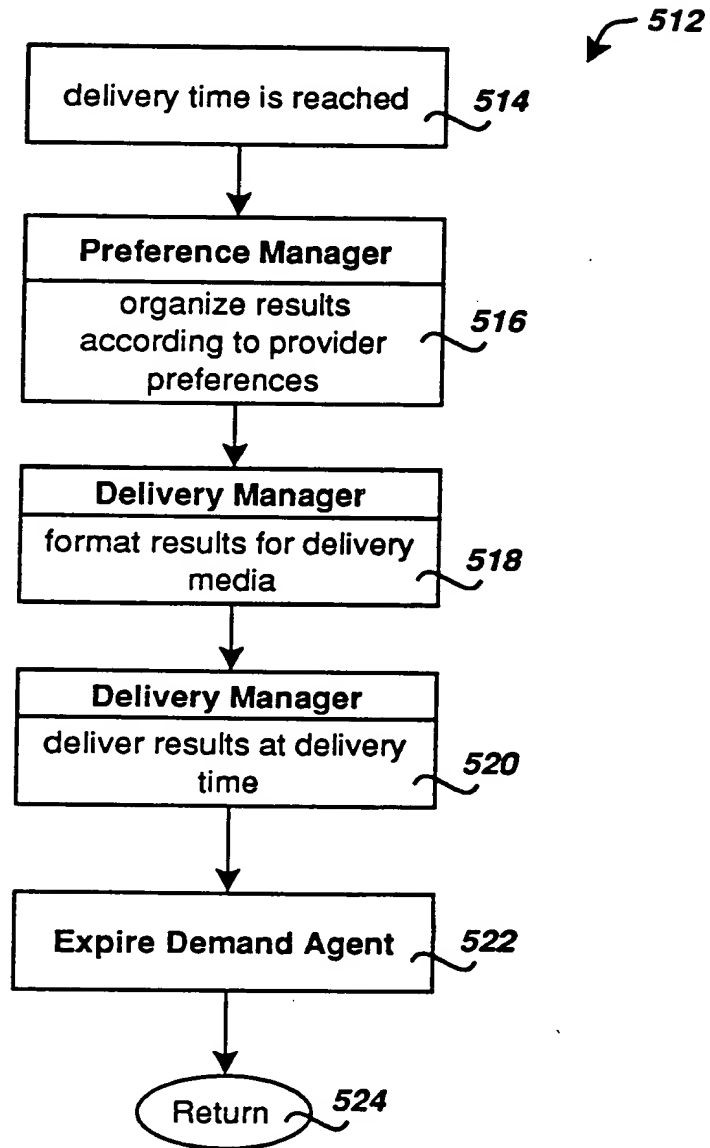 512
delivery time is reached
514
Preference Manager
organize results
according to provider
preferences
516
Delivery Manager
format results for delivery
media
518
Delivery Manager
deliver results at delivery
time
520
Expire Demand Agent
522
Return
524